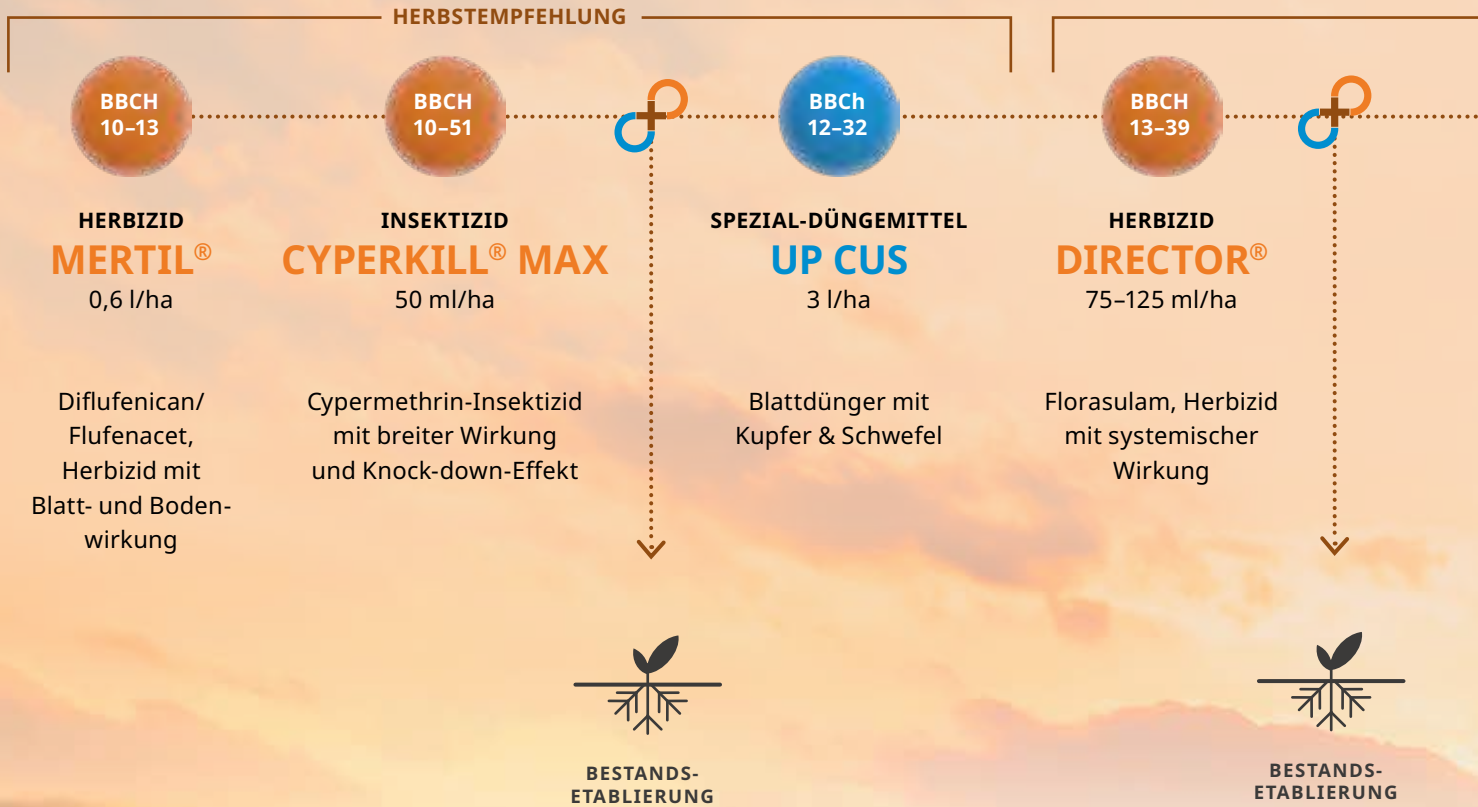 HERBSTEMPFEHLUNG
BBCH
10–13
HERBIZID
MERTIL®
0,6 l/ha
Diflufenican/
Flufenacet,
Herbizid mit
Blatt- und Boden-
wirkung
BBCH
10–51
INSEKTIZID
CYPERKILL® MAX
50 ml/ha
Cypermethrin-Insektizid
mit breiter Wirkung
und Knock-down-Effekt
BBCh
12–32
SPEZIAL-DÜNGEMITTEL
UP CUS
3 l/ha
Blattdünger mit
Kupfer & Schwefel
BBCH
13–39
HERBIZID
DIRECTOR®
75–125 ml/ha
Florasulam, Herbizid
mit systemischer
Wirkung
BESTANDS-
ETABLIERUNG
BESTANDS-
ETABLIERUNG